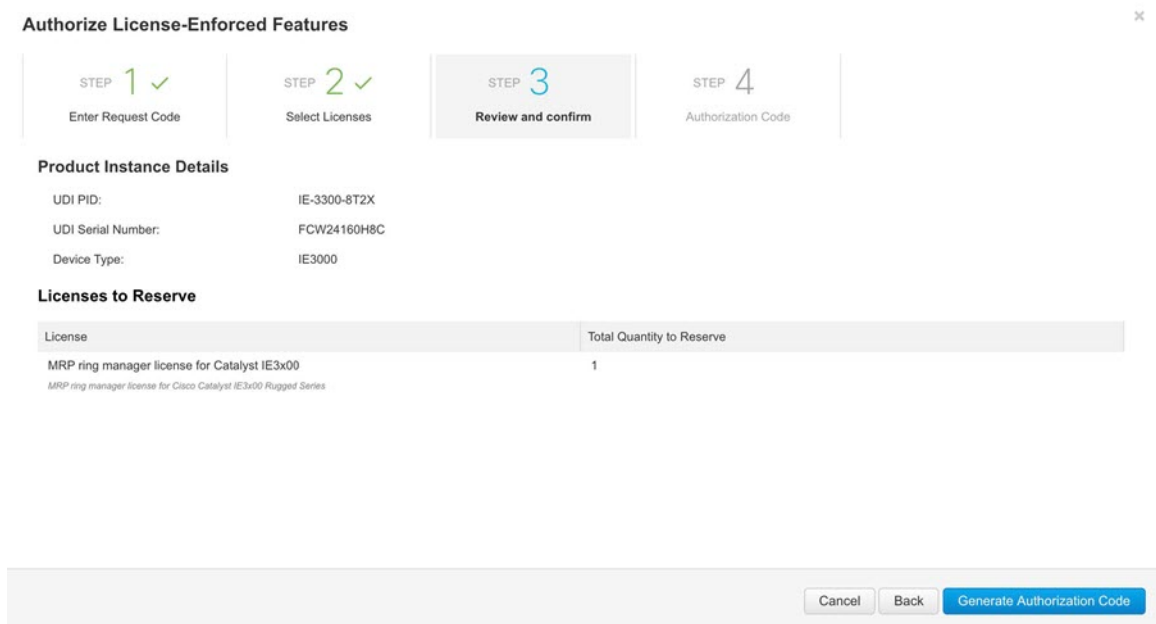 Authorize License-Enforced Features
×
STEP 1 ✓
Enter Request Code
STEP 2 ✓
Select Licenses
STEP 3
Review and confirm
STEP 4
Authorization Code
Product Instance Details
UDI PID: IE-3300-8T2X
UDI Serial Number: FCW24160H8C
Device Type: IE3000
Licenses to Reserve
License Total Quantity to Reserve
MRP ring manager license for Catalyst IE3x00 1
MRP ring manager license for Cisco Catalyst IE3x00 Rugged Series
Cancel Back Generate Authorization Code